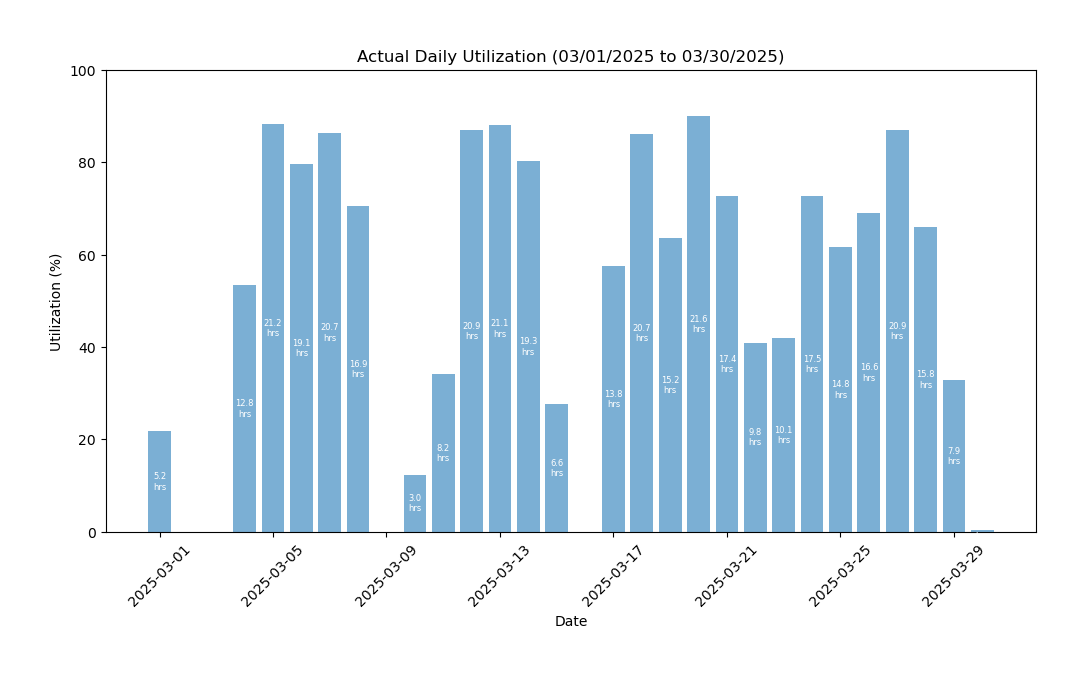 Actual Daily Utilization (03/01/2025 to 03/30/2025)
100
80
60
40
20
0
Utilization (%)
5.2
hrs
12.8
hrs
21.2
hrs
19.1
hrs
20.7
hrs
16.9
hrs
3.0
hrs
8.2
hrs
20.9
hrs
21.1
hrs
19.3
hrs
6.6
hrs
13.8
hrs
20.7
hrs
15.2
hrs
21.6
hrs
17.4
hrs
9.8
hrs
10.1
hrs
17.5
hrs
14.8
hrs
16.6
hrs
20.9
hrs
15.8
hrs
7.9
hrs
2025-03-01
2025-03-05
2025-03-09
2025-03-13
2025-03-17
2025-03-21
2025-03-25
2025-03-29
Date